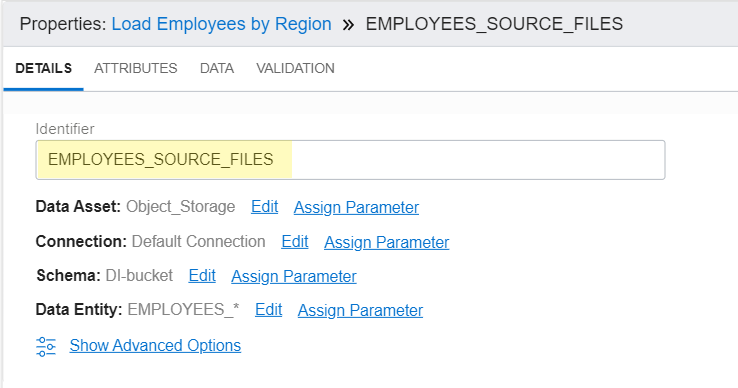 Properties: Load Employees by Region » EMPLOYEES_SOURCE_FILES
DETAILS ATTRIBUTES DATA VALIDATION
Identifier
EMPLOYEES_SOURCE_FILES
Data Asset: Object_Storage Edit Assign Parameter
Connection: Default Connection Edit Assign Parameter
Schema: DI-bucket Edit Assign Parameter
Data Entity: EMPLOYEES_* Edit Assign Parameter
Show Advanced Options